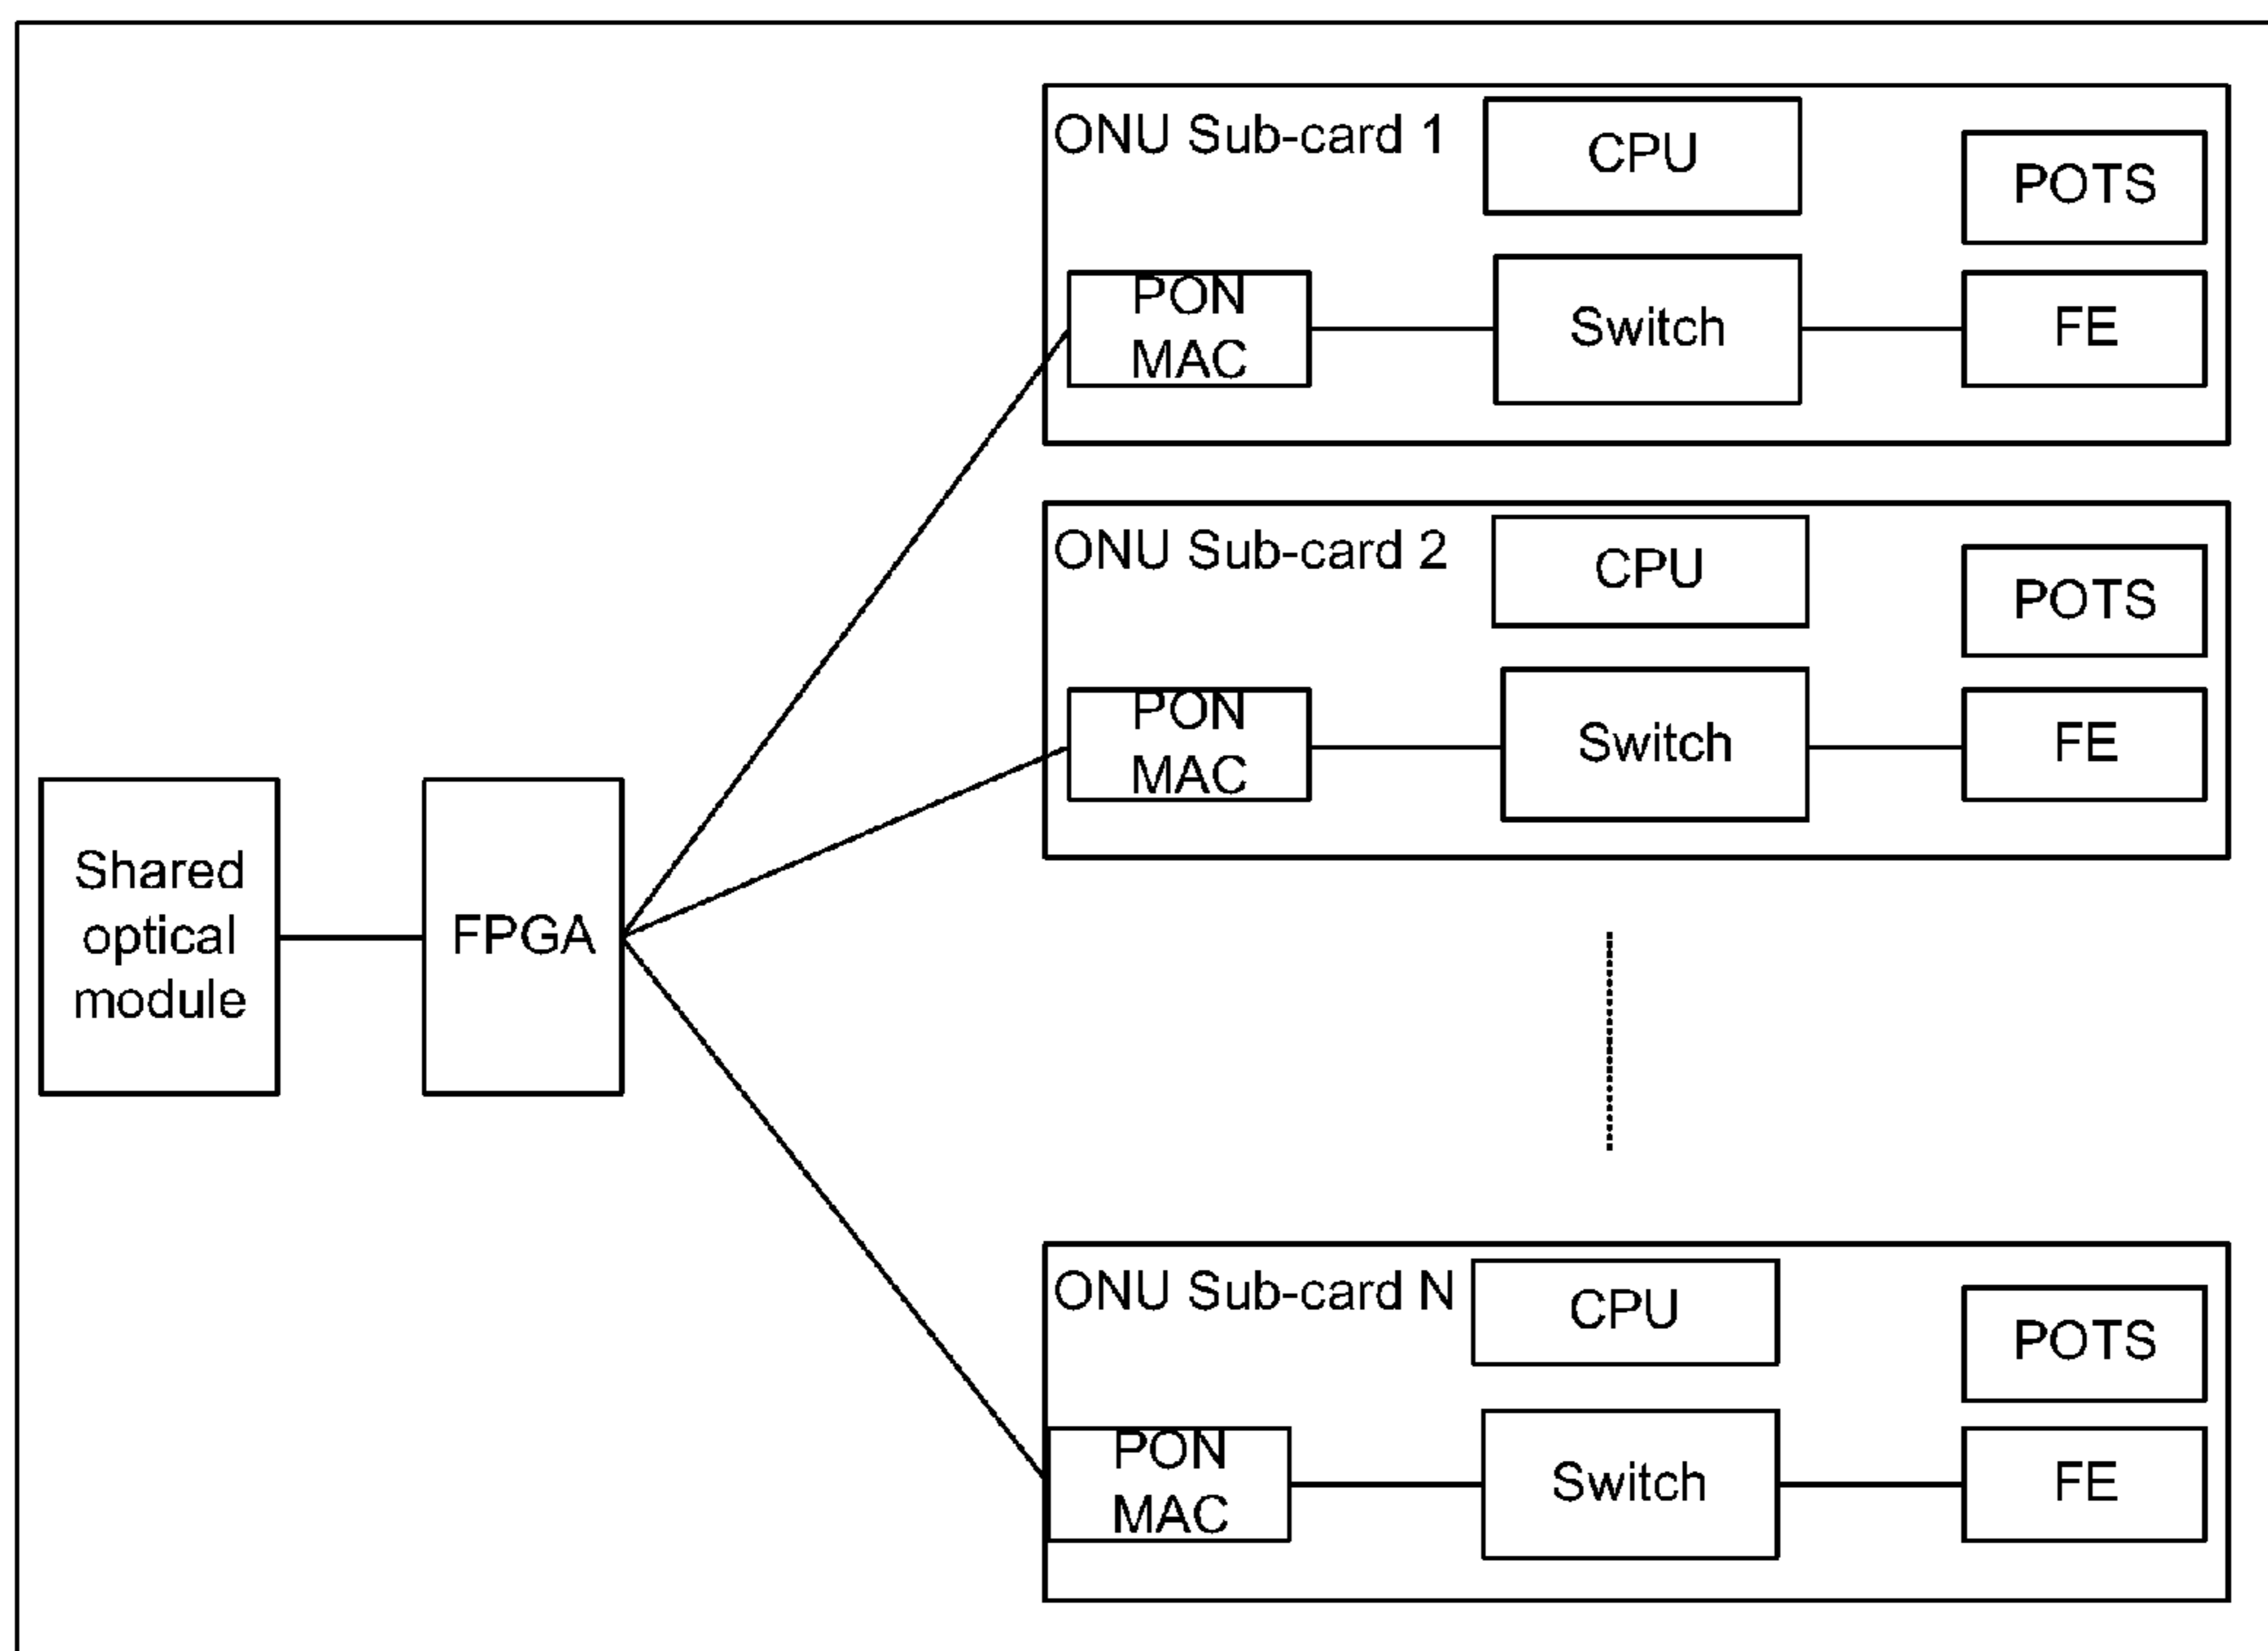 Shared
optical
module
FPGA
ONU Sub-card 1
CPU
POTS
PON
MAC
Switch
FE
ONU Sub-card 2
CPU
POTS
PON
MAC
Switch
FE
ONU Sub-card N
CPU
POTS
PON
MAC
Switch
FE